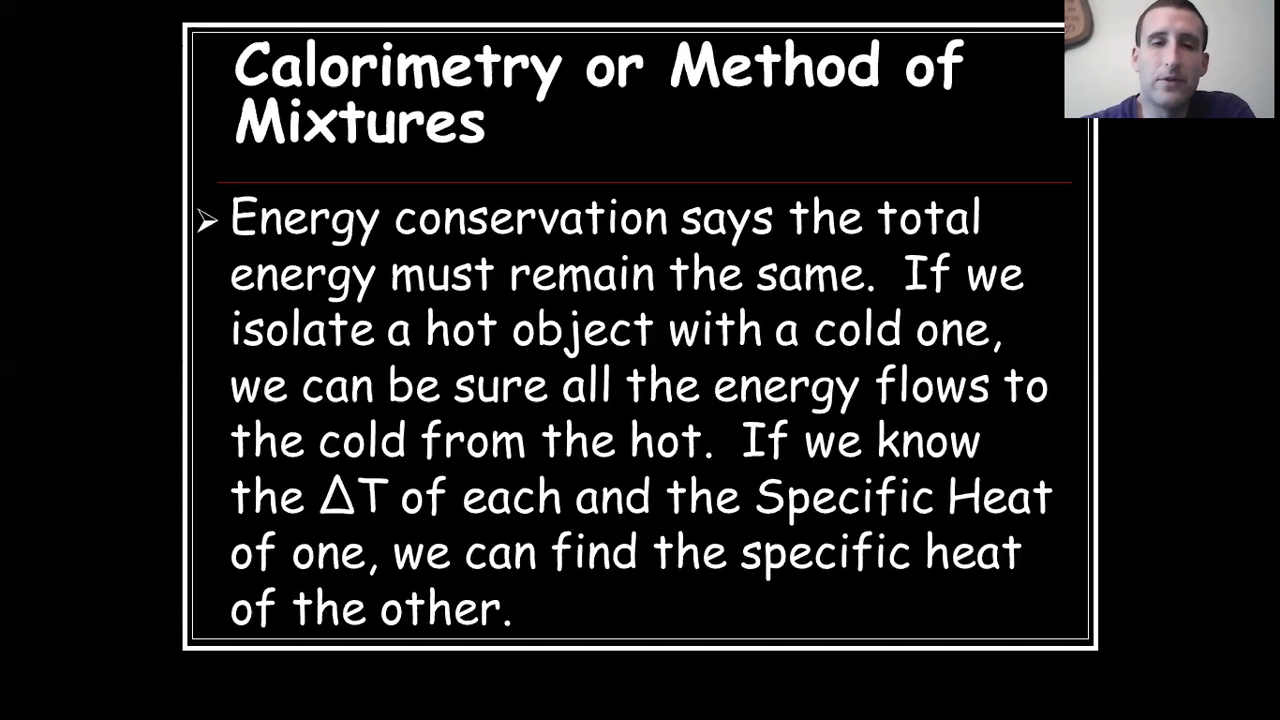 Calorimetry or Method of
Mixtures
Energy conservation says the total
energy must remain the same. If we
isolate a hot object with a cold one,
we can be sure all the energy flows to
the cold from the hot. If we know
the ΔT of each and the Specific Heat
of one, we can find the specific heat
of the other.